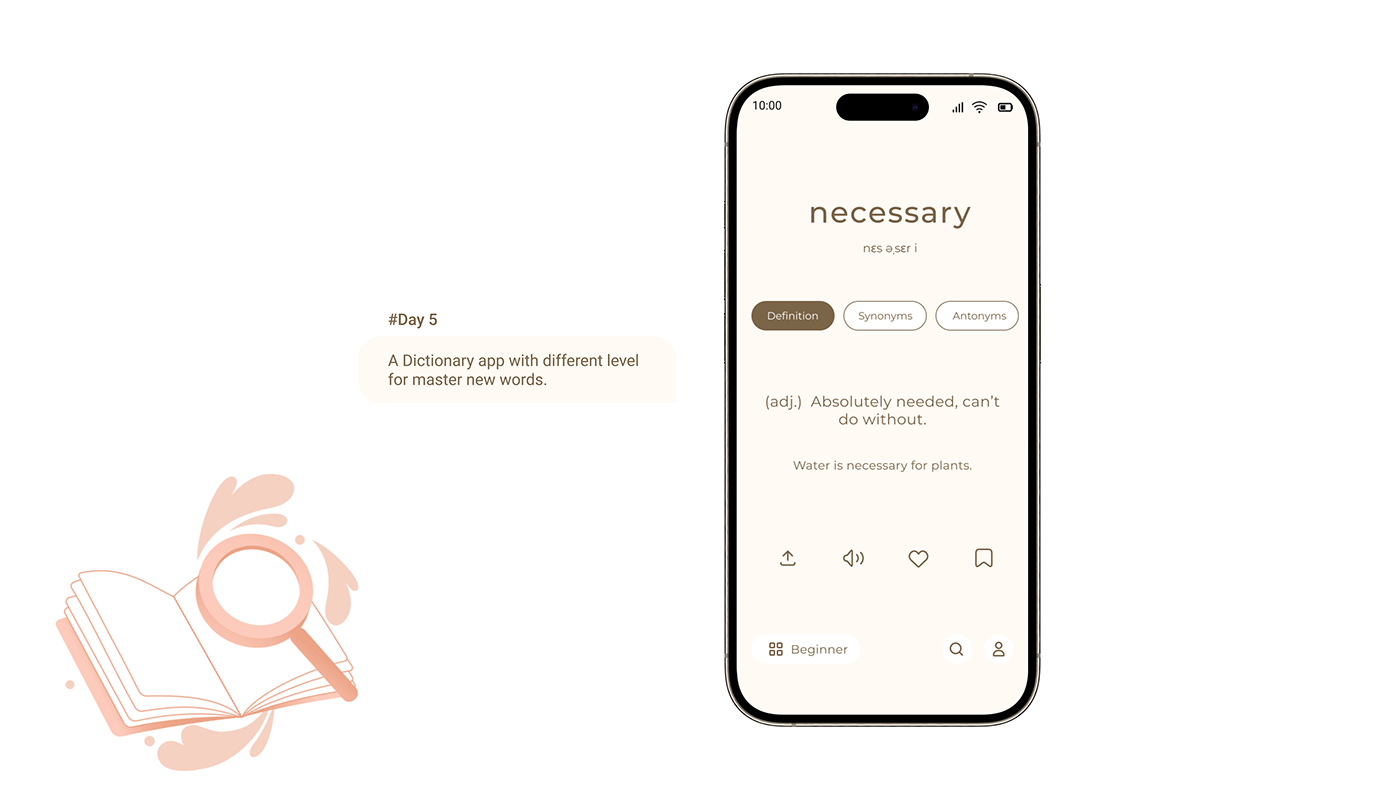 #Day 5
A Dictionary app with different level
for master new words.
10:00
necessary
nɛs əˌsɛr i
Definition Synonyms Antonyms
(adj.) Absolutely needed, can’t
do without.
Water is necessary for plants.
Beginner